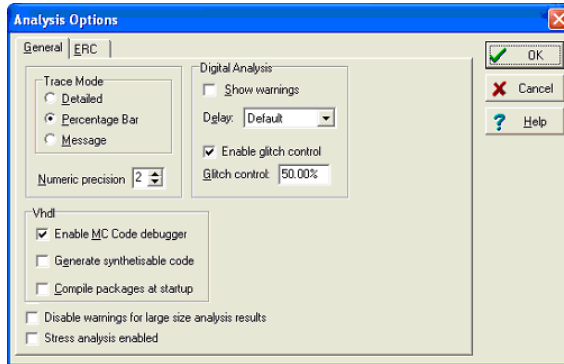 Analysis Options
General
ERC
Trace Mode
Detailed
Percentage Bar
Message
Numeric precision 2
Digital Analysis
Show warnings
Delay: Default
Enable glitch control
Glitch control: 50.00%
Vhdl
Enable MC Code debugger
Generate synthetisable code
Compile packages at startup
Disable warnings for large size analysis results
Stress analysis enabled
OK
Cancel
Help